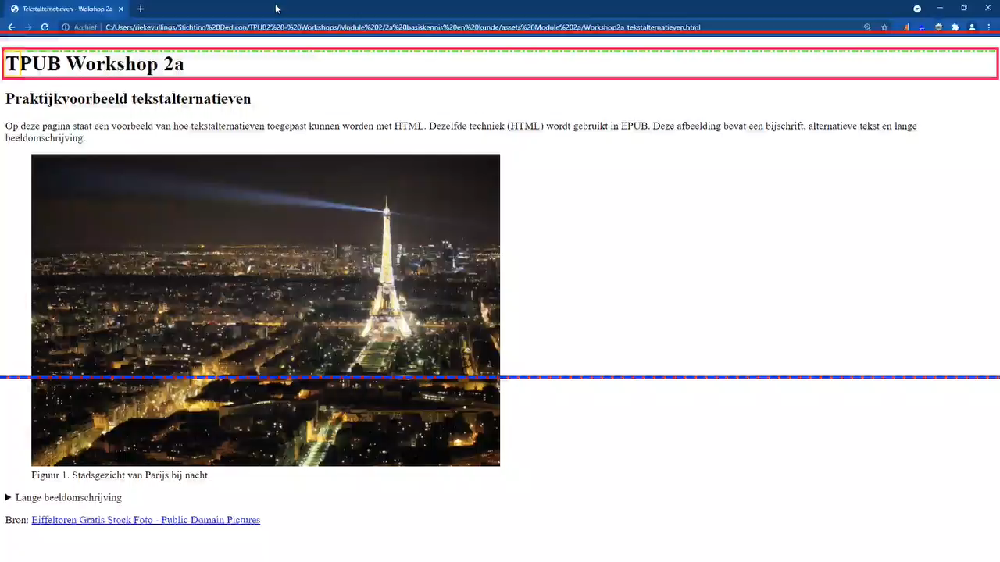 Tekstalternatieven - Wokshop 2a
Archief
C:/Users/riekevullings/Stichting%20Dedicon/TPUB2%20-%20Workshops/Module%202/2a%20basiskennis%20en%20kunde/assets%20Module%202a/Workshop2a_tekstalternatieven.html
TPUB Workshop 2a
Praktijkvoorbeeld tekstalternatieven
Op deze pagina staat een voorbeeld van hoe tekstalternatieven toegepast kunnen worden met HTML. Dezelfde techniek (HTML) wordt gebruikt in EPUB. Deze afbeelding bevat een bijschrift, alternatieve tekst en lange
beeldomschrijving.
Figuur 1. Stadsgezicht van Parijs bij nacht
Lange beeldomschrijving
Bron: Eiffeltoren Gratis Stock Foto - Public Domain Pictures